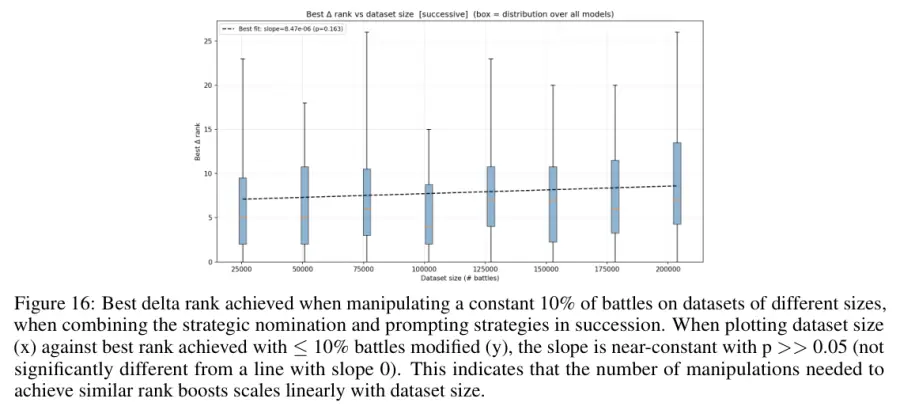 Best Δ rank vs dataset size [successive] (box = distribution over all models)
Best fit: slope=8.47e-06 (p=0.163)
25
20
15
10
5
0
Best Δ rank
25000 50000 75000 100000 125000 150000 175000 200000
Dataset size (# battles)
Figure 16: Best delta rank achieved when manipulating a constant 10% of battles on datasets of different sizes,
when combining the strategic nomination and prompting strategies in succession. When plotting dataset size
(x) against best rank achieved with ≤ 10% battles modified (y), the slope is near-constant with p >> 0.05 (not
significantly different from a line with slope 0). This indicates that the number of manipulations needed to
achieve similar rank boosts scales linearly with dataset size.